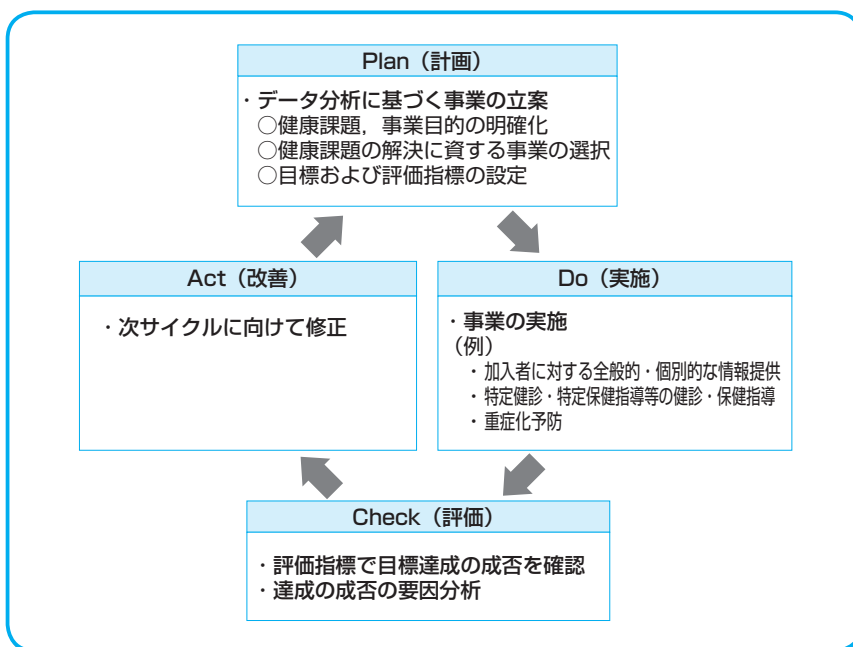 Plan（計画）
・データ分析に基づく事業の立案
○健康課題，事業目的の明確化
○健康課題の解決に資する事業の選択
○目標および評価指標の設定
Act（改善）
・次サイクルに向けて修正
Do（実施）
・事業の実施
（例）
・加入者に対する全般的・個別的な情報提供
・特定健診・特定保健指導等の健診・保健指導
・重症化予防
Check（評価）
・評価指標で目標達成の成否を確認
・達成の成否の要因分析